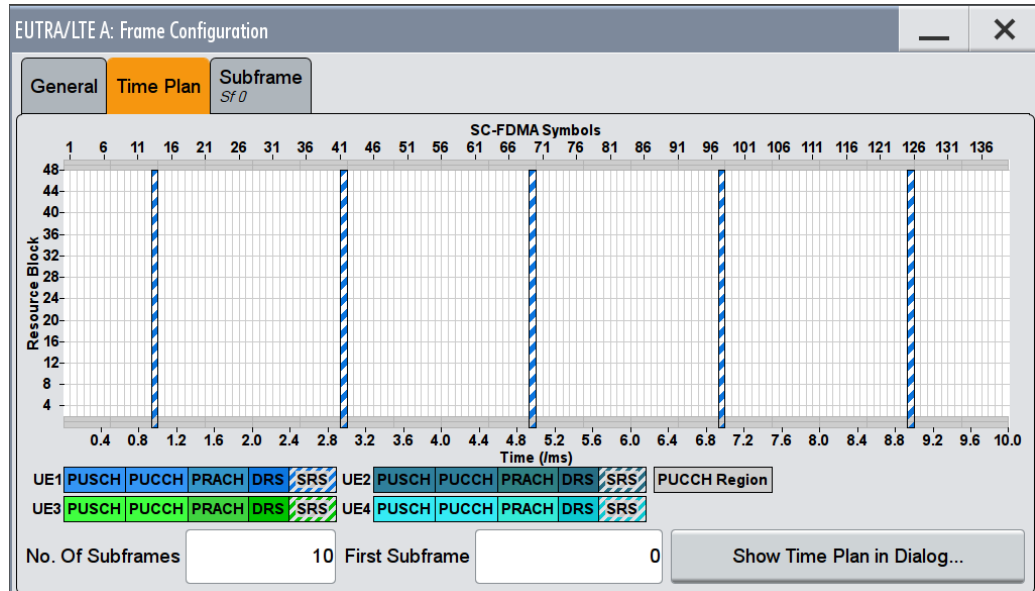 EUTRA/LTE A: Frame Configuration
General Time Plan Subframe
Sf 0
SC-FDMA Symbols
1 6 11 16 21 26 31 36 41 46 51 56 61 66 71 76 81 86 91 96 101 106 111 116 121 126 131 136
Resource Block
48
44
40
36
32
28
24
20
16
12
8
4
0.4 0.8 1.2 1.6 2.0 2.4 2.8 3.2 3.6 4.0 4.4 4.8 5.2 5.6 6.0 6.4 6.8 7.2 7.6 8.0 8.4 8.8 9.2 9.6 10.0
Time (/ms)
UE1 PUSCH PUCCH PRACH DRS SRS UE2 PUSCH PUCCH PRACH DRS SRS PUCCH Region
UE3 PUSCH PUCCH PRACH DRS SRS UE4 PUSCH PUCCH PRACH DRS SRS
No. Of Subframes 10 First Subframe 0 Show Time Plan in Dialog...